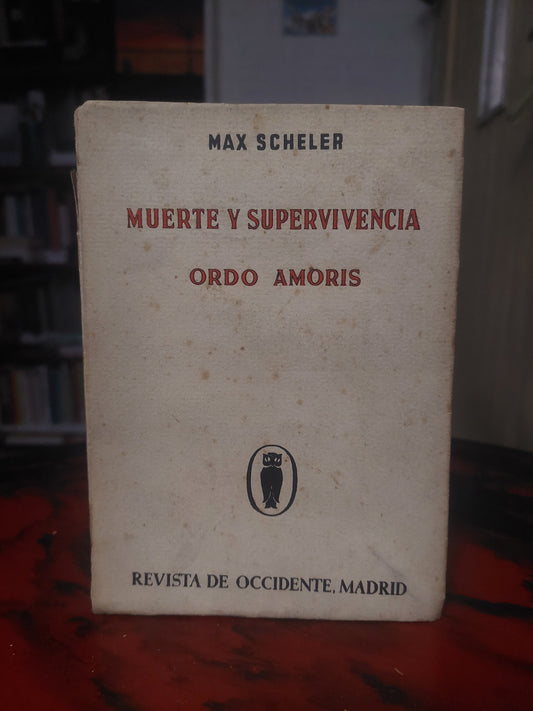 MAX SCHELER
MUERTE Y SUPERVIVENCIA
ORDO AMORIS
REVISTA DE OCCIDENTE, MADRID